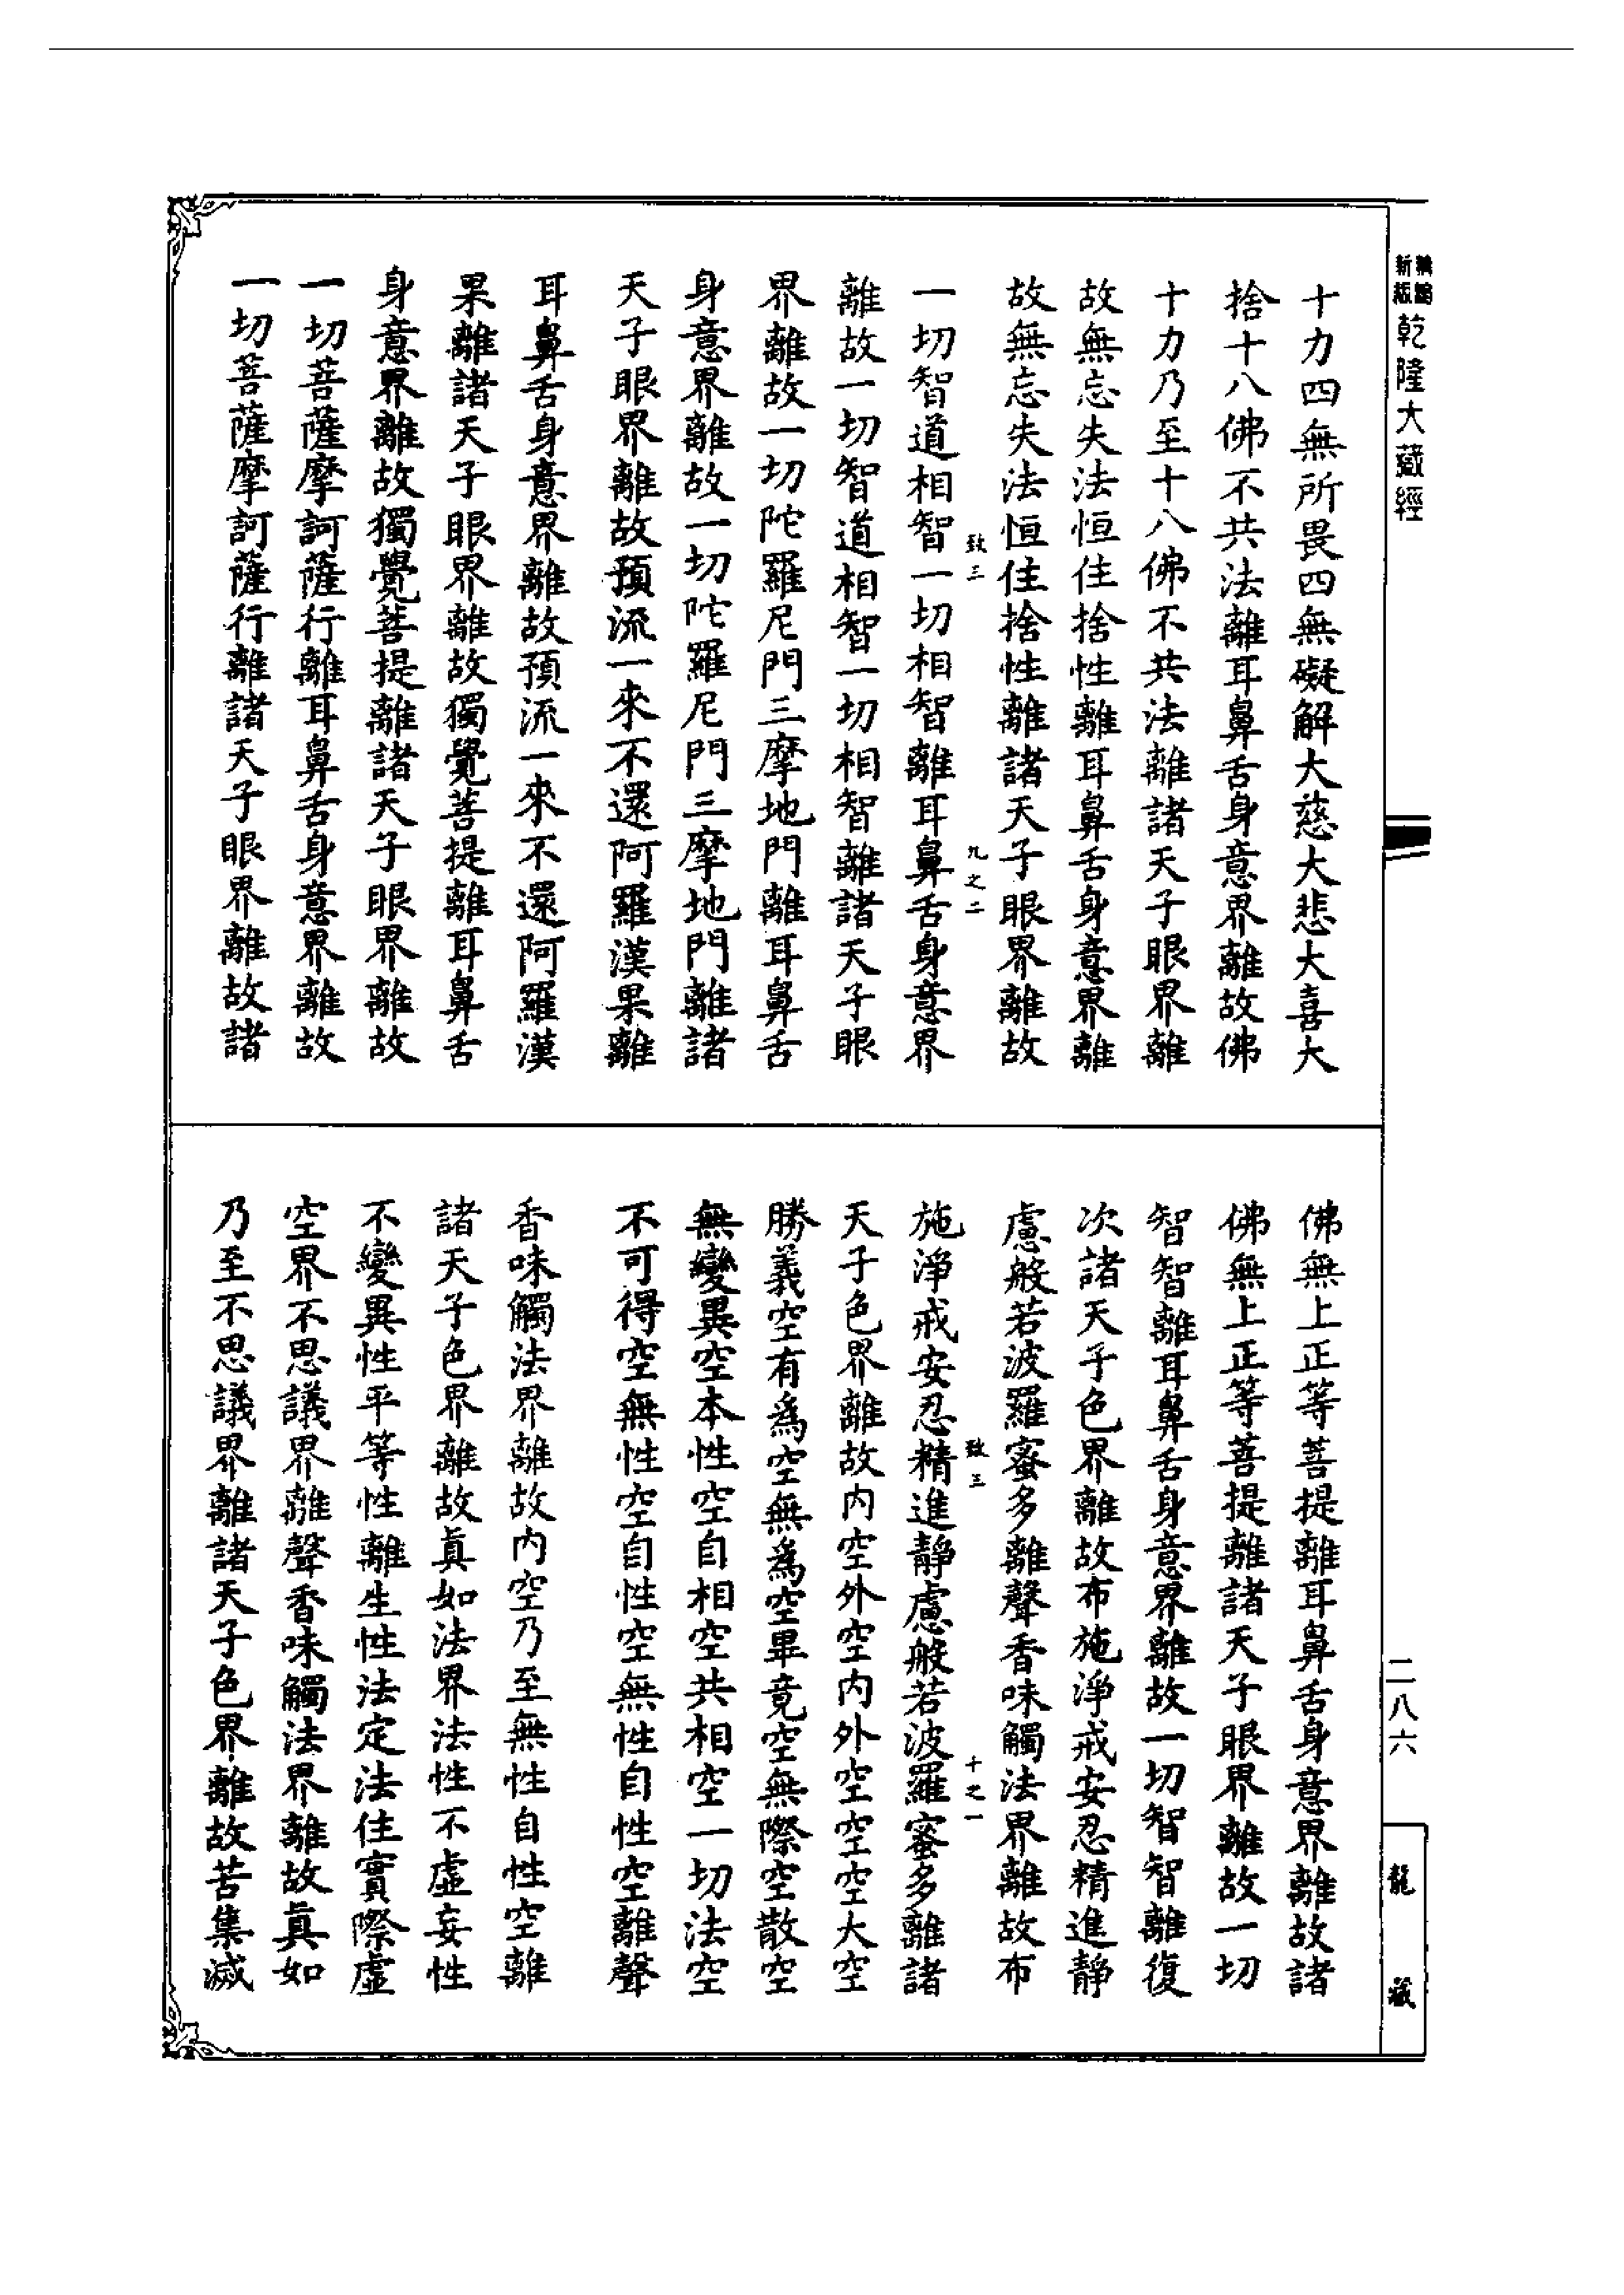 新版
乾隆大藏經
十力四無所畏四無礙解大慈大悲大喜大
捨十八佛不共法離耳鼻舌身意界離故佛
十力乃至十八佛不共法離諸天子眼界離
故無忘失法恒住捨性離耳鼻舌身意界離
故無忘失法恒住捨性離諸天子眼界離故
致三
九之二
一切智道相智一切相智離耳鼻舌身意界
離故一切智道相智一切相智離諸天子眼
界離故一切陀羅尼門三摩地門離耳鼻舌
身意界離故一切陀羅尼門三摩地門離諸
天子眼界離故預流一來不還阿羅漢果離
耳鼻舌身意界離故預流一來不還阿羅漢
果離諸天子眼界離故獨覺菩提離耳鼻舌
身意界離故獨覺菩提離諸天子眼界離故
一切菩薩摩訶薩行離耳鼻舌身意界離故
一切菩薩摩訶薩行離諸天子眼界離故諸
佛無上正等菩提離耳鼻舌身意界離故諸
佛無上正等菩提離諸天子眼界離故一切
智智離耳鼻舌身意界離故一切智智離復
次諸天子色界離故布施淨戒安忍精進靜
慮般若波羅蜜多離聲香味觸法界離故布
致三
十之一
施淨戒安忍精進靜慮般若波羅蜜多離諸
天子色界離故內空外空內外空空空大空
勝義空有為空無為空畢竟空無際空散空
無變異空本性空自相空共相空一切法空
不可得空無性空自性空無性自性空離聲
香味觸法界離故內空乃至無性自性空離
諸天子色界離故真如法界法性不虛妄性
不變異性平等性離生性法定法住實際虛
空界不思議界離聲香味觸法界離故真如
乃至不思議界離諸天子色界離故苦集滅
二八六
龍藏